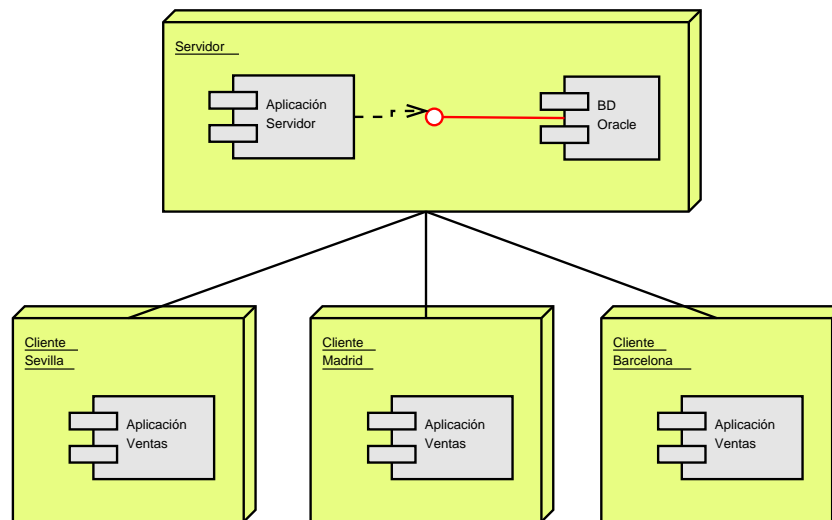 Servidor
Aplicación
Servidor
BD
Oracle
Cliente
Sevilla
Aplicación
Ventas
Cliente
Madrid
Aplicación
Ventas
Cliente
Barcelona
Aplicación
Ventas